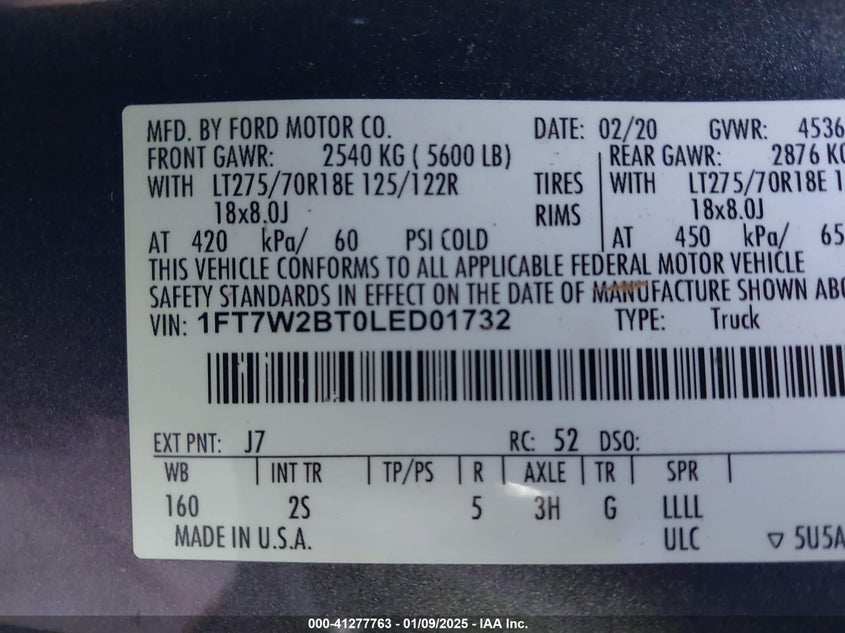 MFD. BY FORD MOTOR CO. DATE: 02/20 GVWR: 4536
FRONT GAWR: 2540 KG ( 5600 LB) REAR GAWR: 2876 KG
WITH LT275/70R18E 125/122R TIRES WITH LT275/70R18E 1
18x8.0J RIMS 18x8.0J
AT 420 kPa/ 60 PSI COLD AT 450 kPa/ 65
THIS VEHICLE CONFORMS TO ALL APPLICABLE FEDERAL MOTOR VEHICLE
SAFETY STANDARDS IN EFFECT ON THE DATE OF MANUFACTURE SHOWN ABO
VIN: 1FT7W2BT0LED01732 TYPE: Truck
EXT PNT: J7 RC: 52 DSO:
WB INT TR TP/PS R AXLE TR SPR
160 2S 5 3H G LLLL
MADE IN U.S.A. ULC ▽ 5U5A
000-41277763 / 01/09/2025 - IAA Inc.